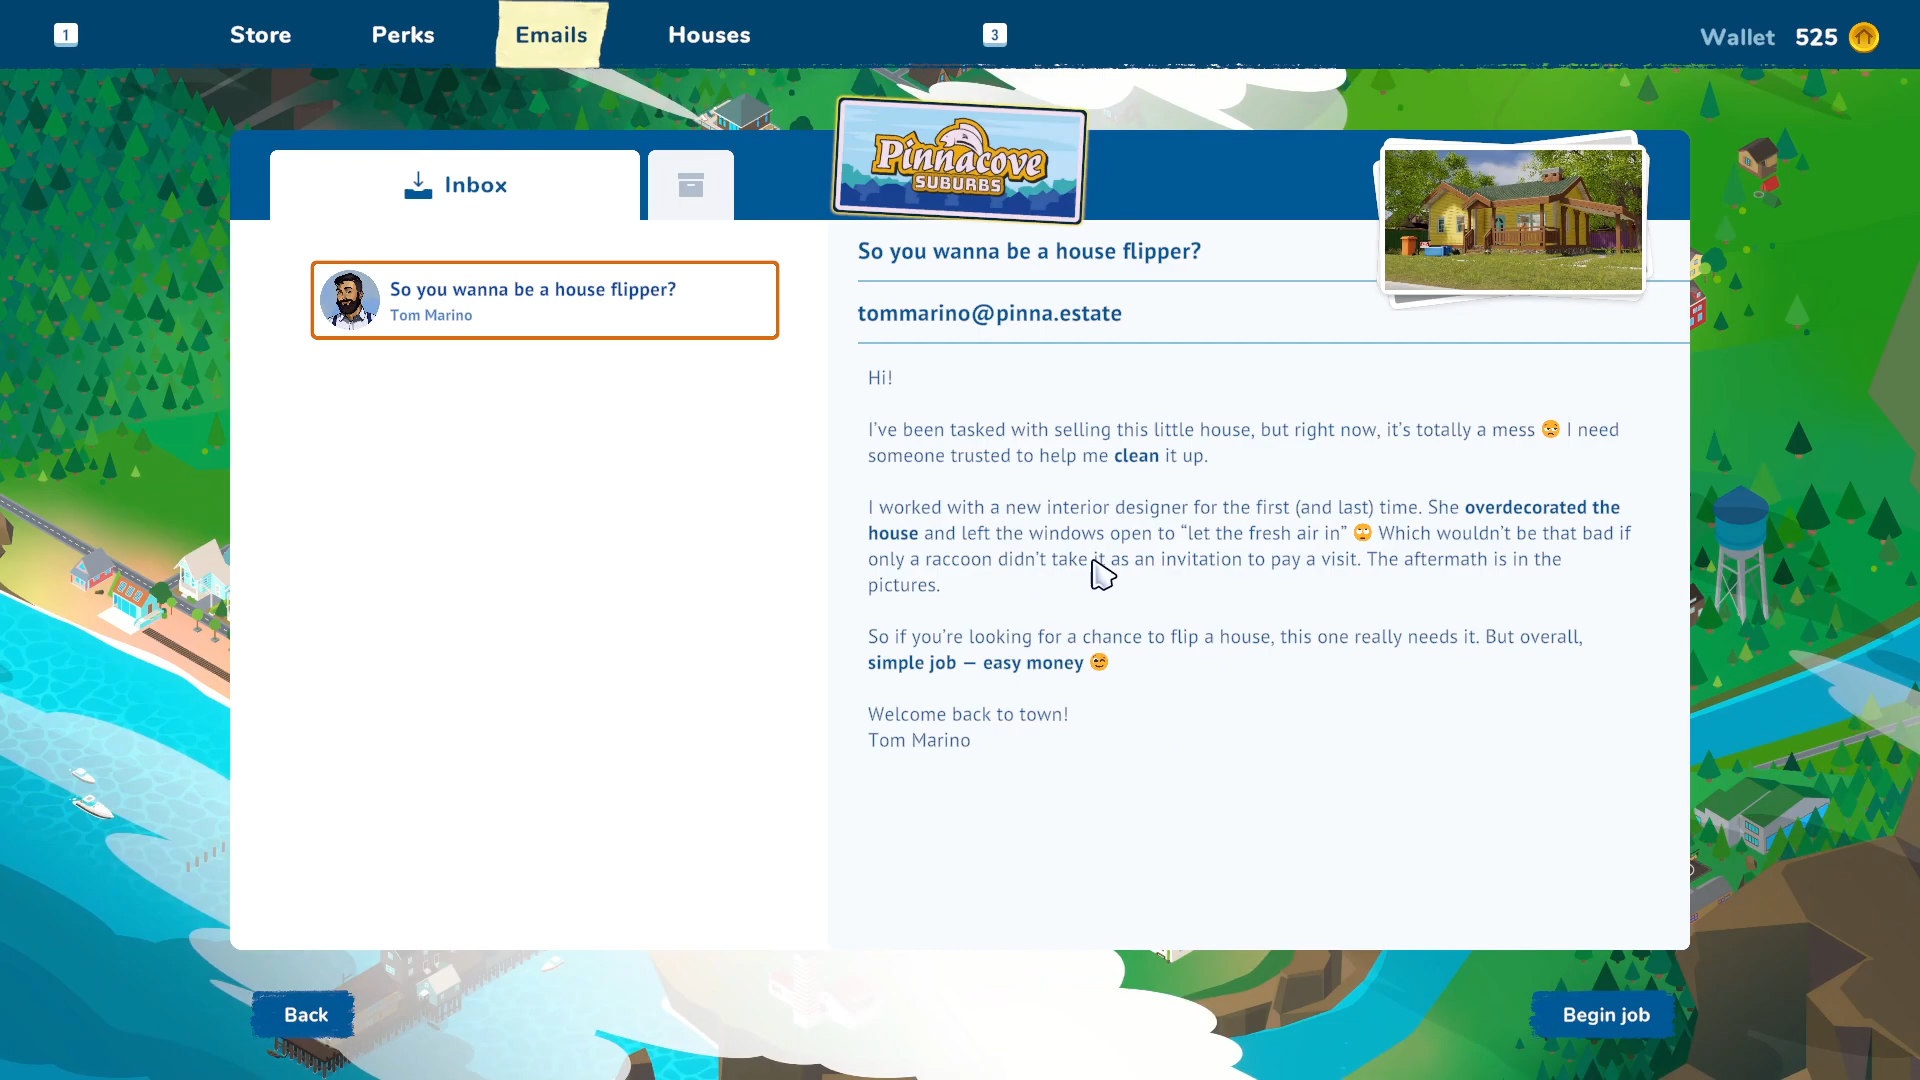 1
Store
Perks
Emails
Houses
3
Wallet 525
Inbox
Pinnacove
SUBURBS
So you wanna be a house flipper?
Tom Marino
So you wanna be a house flipper?
tommarino@pinna.estate
Hi!
I've been tasked with selling this little house, but right now, it's totally a mess 😥 I need
someone trusted to help me clean it up.
I worked with a new interior designer for the first (and last) time. She overdecorated the
house and left the windows open to “let the fresh air in” 🙄 Which wouldn't be that bad if
only a raccoon didn't take it as an invitation to pay a visit. The aftermath is in the
pictures.
So if you're looking for a chance to flip a house, this one really needs it. But overall,
simple job — easy money 😊
Welcome back to town!
Tom Marino
Back
Begin job